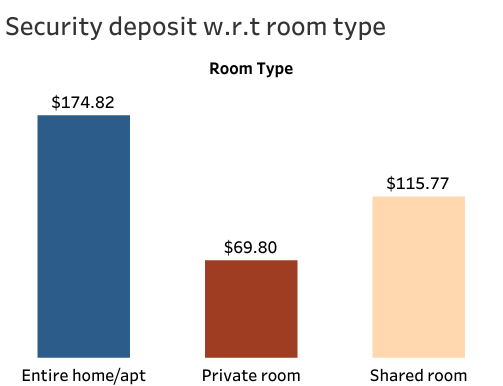 Security deposit w.r.t room type
Room Type
$174.82
$69.80
$115.77
Entire home/apt
Private room
Shared room